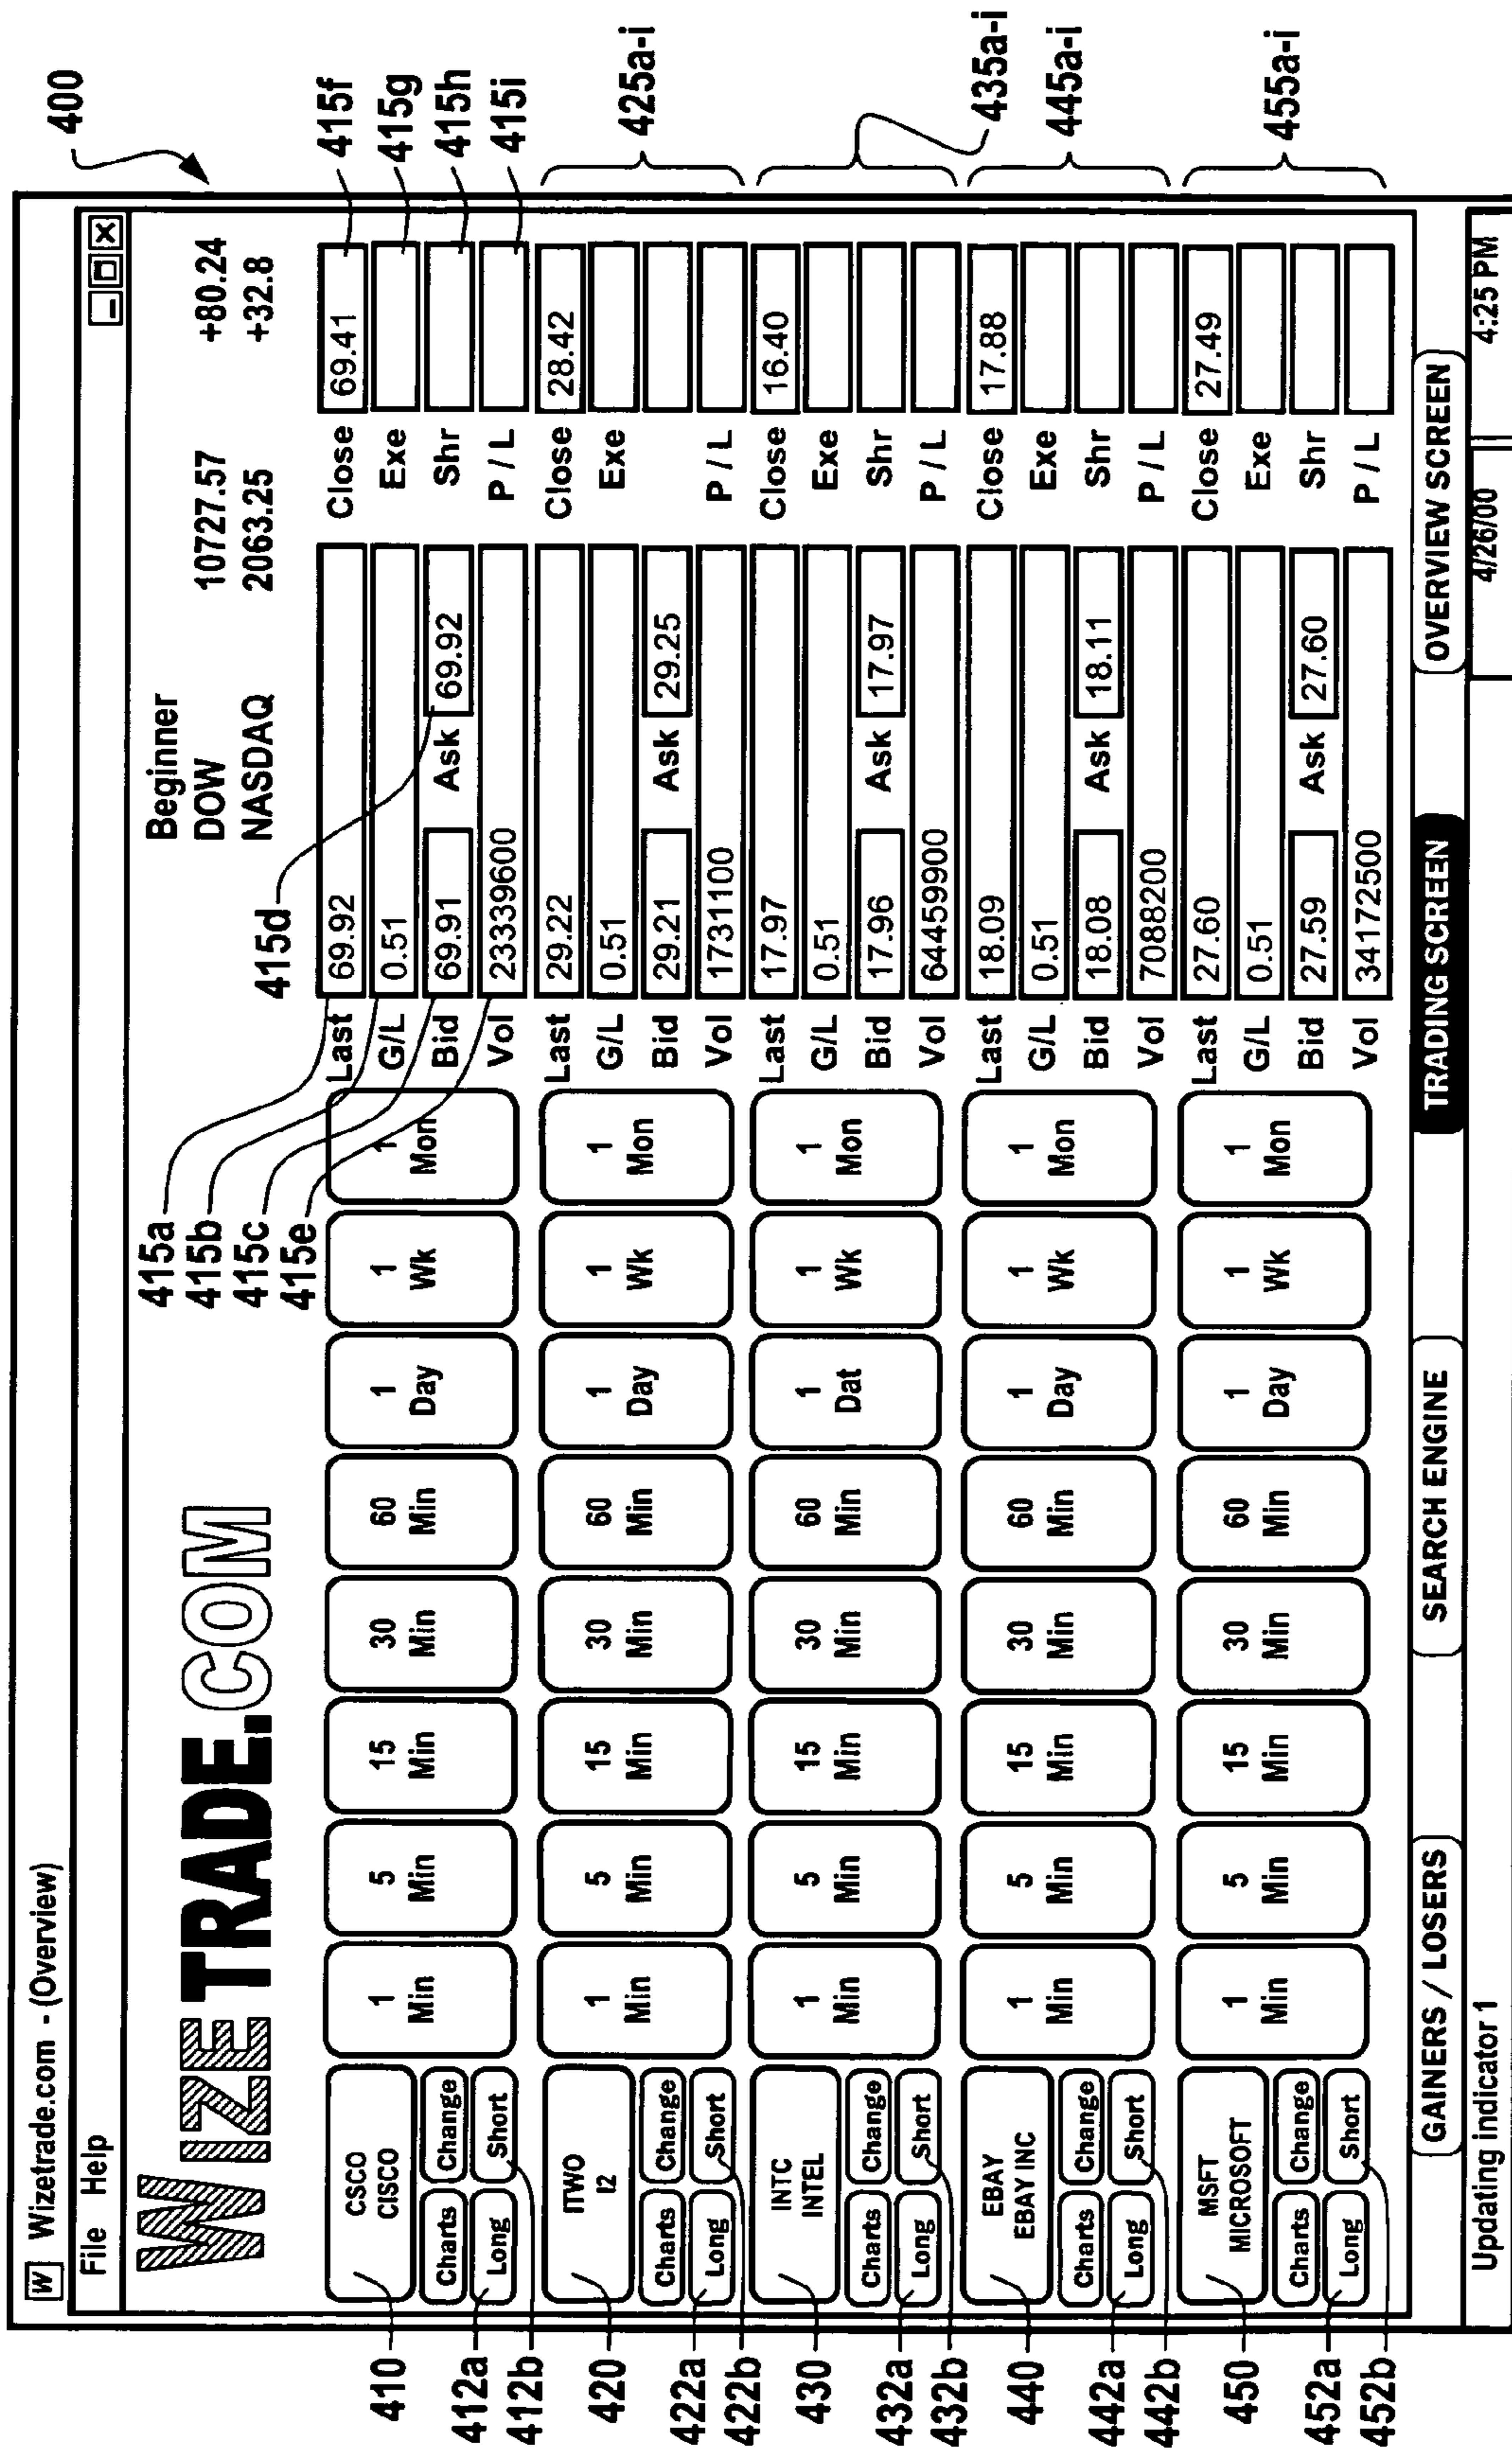 400
W Wizetrade.com - (Overview)
File Help
WIZETRADE.COM
Beginner
DOW 10727.57 +80.24
NASDAQ 2063.25 +32.8
415a
415b
415c
415e
415d
415f
415g
415h
415i
CSCO
CISCO
Charts Change
Long Short
1 Min 5 Min 15 Min 30 Min 60 Min 1 Day 1 Wk 1 Mon
Last 69.92 Close 69.41
G/L 0.51 Exe
Bid 69.91 Ask 69.92 Shr
Vol 23339600 P / L
410
412a
412b
ITWO
I2
Charts Change
Long Short
1 Min 5 Min 15 Min 30 Min 60 Min 1 Day 1 Wk 1 Mon
Last 29.22 Close 28.42
G/L 0.51 Exe
Bid 29.21 Ask 29.25
Vol 1731100 P / L
420
422a
422b
425a-i
INTC
INTEL
Charts Change
Long Short
1 Min 5 Min 15 Min 30 Min 60 Min 1 Dat 1 Wk 1 Mon
Last 17.97 Close 16.40
G/L 0.51 Exe
Bid 17.96 Ask 17.97 Shr
Vol 64459900 P / L
430
432a
432b
435a-i
EBAY
EBAY INC
Charts Change
Long Short
1 Min 5 Min 15 Min 30 Min 60 Min 1 Day 1 Wk 1 Mon
Last 18.09 Close 17.88
G/L 0.51 Exe
Bid 18.08 Ask 18.11 Shr
Vol 7088200 P / L
440
442a
442b
445a-i
MSFT
MICROSOFT
Charts Change
Long Short
1 Min 5 Min 15 Min 30 Min 60 Min 1 Day 1 Wk 1 Mon
Last 27.60 Close 27.49
G/L 0.51 Exe
Bid 27.59 Ask 27.60 Shr
Vol 34172500 P / L
450
452a
452b
455a-i
GAINERS / LOSERS SEARCH ENGINE TRADING SCREEN OVERVIEW SCREEN
Updating indicator 1 4/26/00 4:25 PM